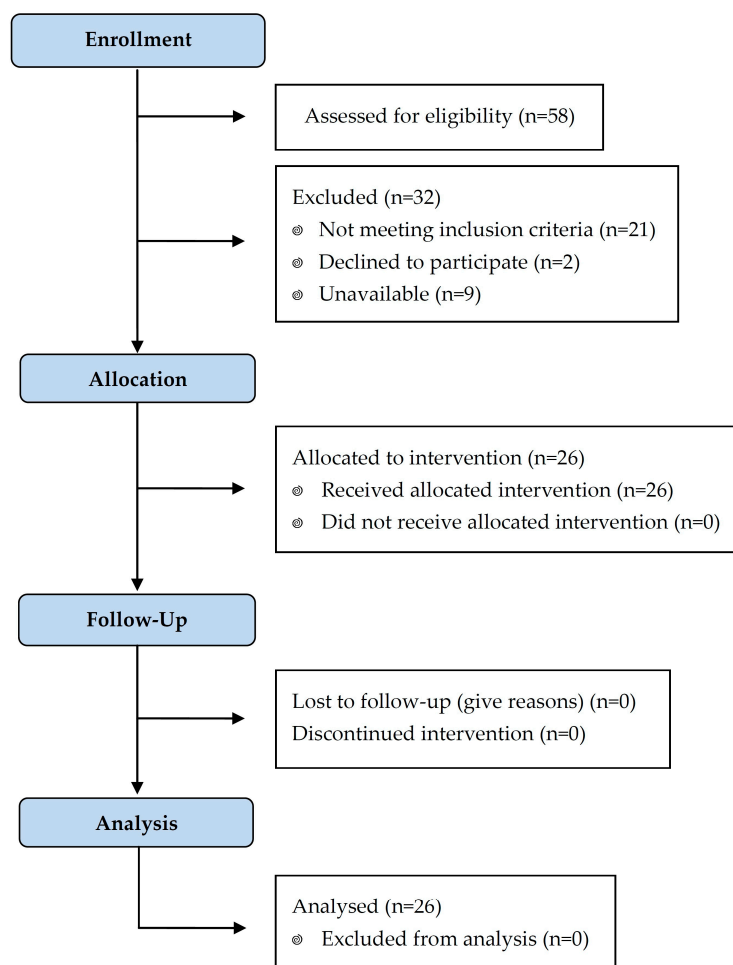 Enrollment
Assessed for eligibility (n=58)
Excluded (n=32)
Not meeting inclusion criteria (n=21)
Declined to participate (n=2)
Unavailable (n=9)
Allocation
Allocated to intervention (n=26)
Received allocated intervention (n=26)
Did not receive allocated intervention (n=0)
Follow-Up
Lost to follow-up (give reasons) (n=0)
Discontinued intervention (n=0)
Analysis
Analysed (n=26)
Excluded from analysis (n=0)